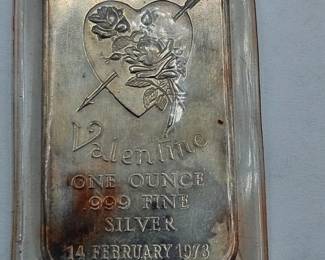 Valentine
ONE OUNCE
.999 FINE
SILVER
14 FEBRUARY 1973